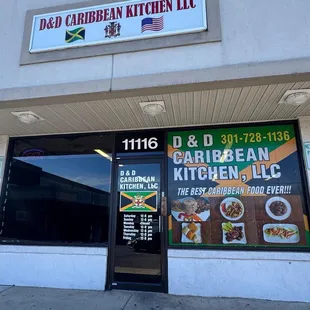 D&D CARIBBEAN KITCHEN LLC
11116
D & D
CARIBBEAN
KITCHEN, LLC
D & D 301-728-1136
CARIBBEAN
KITCHEN, LLC
"THE BEST CARIBBEAN FOOD EVER!!!